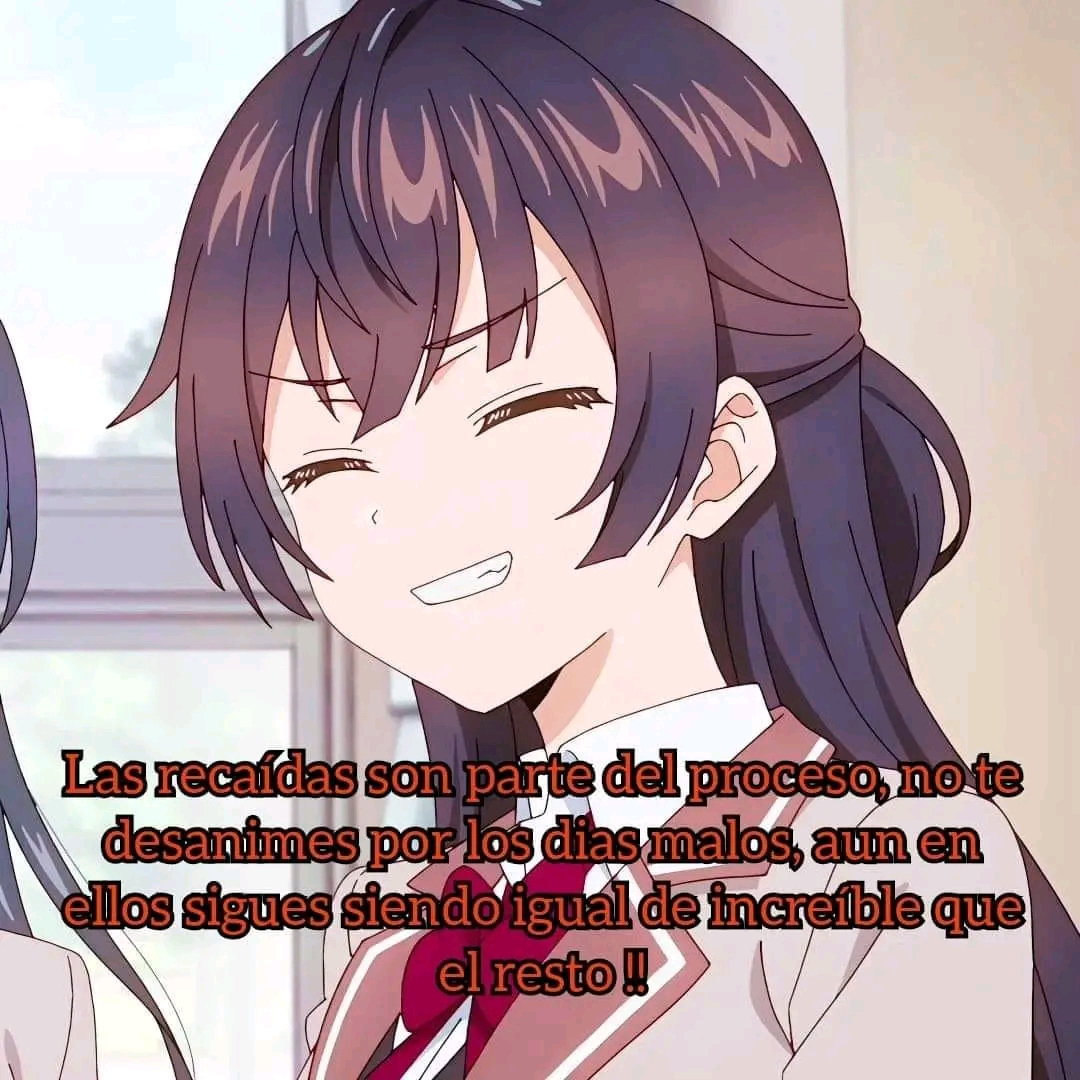 Las recaídas son parte del proceso, no te
desanimes por los dias malos, aun en
ellos sigues siendo igual de increíble que
el resto !!